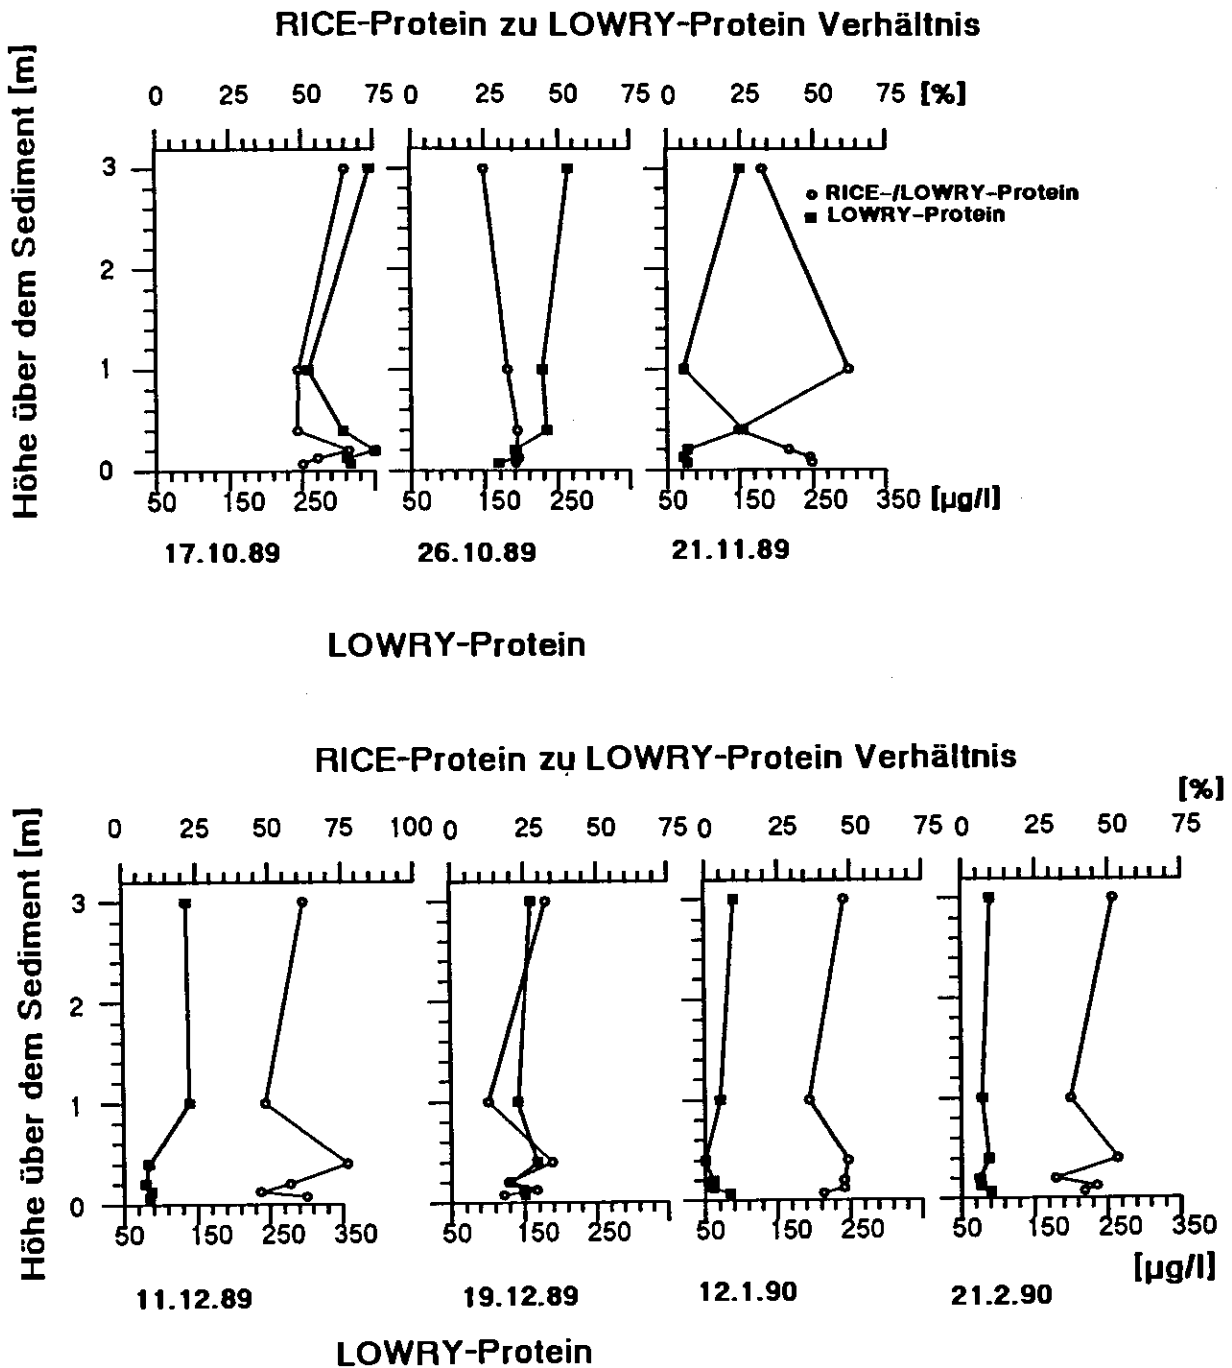 RICE-Protein zu LOWRY-Protein Verhältnis
0 25 50 75 0 25 50 75 0 25 50 75 [%]
Höhe über dem Sediment [m]
3
2
1
0
RICE-/LOWRY-Protein
LOWRY-Protein
50 150 250 50 150 250 50 150 250 350 [µg/l]
17.10.89 26.10.89 21.11.89
LOWRY-Protein
RICE-Protein zu LOWRY-Protein Verhältnis
[%]
0 25 50 75 100 0 25 50 75 0 25 50 75 0 25 50 75
Höhe über dem Sediment [m]
3
2
1
0
0
50 150 250 350 50 150 250 50 150 250 50 150 250 350
[µg/l]
11.12.89 19.12.89 12.1.90 21.2.90
LOWRY-Protein